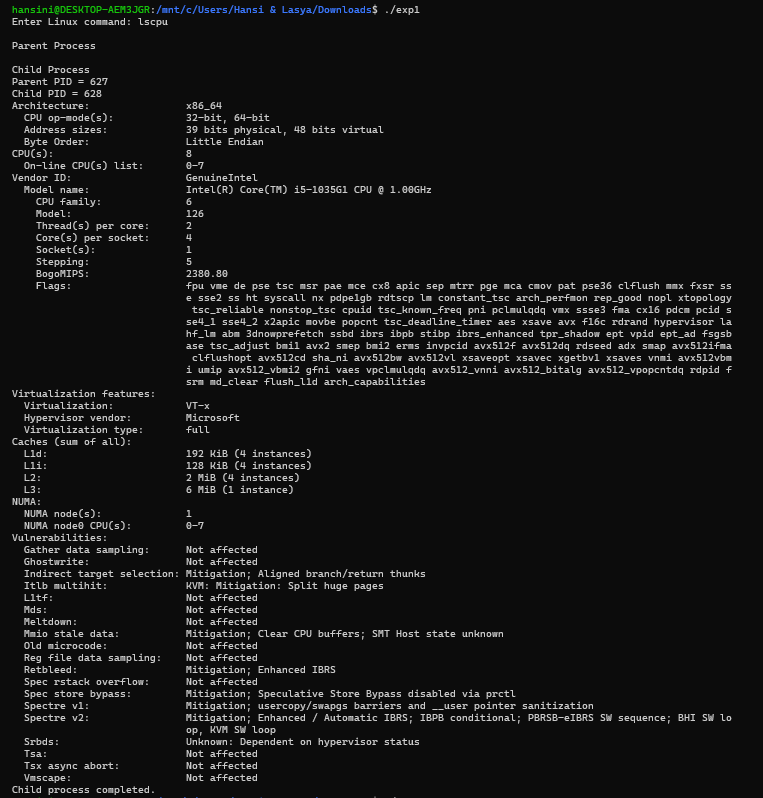 hansini@DESKTOP-AEM3JGR:/mnt/c/Users/Hansi & Lasya/Downloads$ ./exp1
Enter Linux command: lscpu

Parent Process

Child Process
Parent PID = 627
Child PID = 628
Architecture:                x86_64
  CPU op-mode(s):            32-bit, 64-bit
  Address sizes:             39 bits physical, 48 bits virtual
  Byte Order:                Little Endian
CPU(s):                      8
  On-line CPU(s) list:       0-7
Vendor ID:                   GenuineIntel
  Model name:                Intel(R) Core(TM) i5-1035G1 CPU @ 1.00GHz
    CPU family:              6
    Model:                   126
    Thread(s) per core:      2
    Core(s) per socket:      4
    Socket(s):               1
    Stepping:                5
    BogoMIPS:                2380.80
    Flags:                   fpu vme de pse tsc msr pae mce cx8 apic sep mtrr pge mca cmov pat pse36 clflush mmx fxsr ss
                             e sse2 ss ht syscall nx pdpe1gb rdtscp lm constant_tsc arch_perfmon rep_good nopl xtopology
                              tsc_reliable nonstop_tsc cpuid tsc_known_freq pni pclmulqdq vmx ssse3 fma cx16 pdcm pcid s
                             se4_1 sse4_2 x2apic movbe popcnt tsc_deadline_timer aes xsave avx f16c rdrand hypervisor la
                             hf_lm abm 3dnowprefetch ssbd ibrs ibpb stibp ibrs_enhanced tpr_shadow ept vpid ept_ad fsgsb
                             ase tsc_adjust bmi1 avx2 smep bmi2 erms invpcid avx512f avx512dq rdseed adx smap avx512ifma
                              clflushopt avx512cd sha_ni avx512bw avx512vl xsaveopt xsavec xgetbv1 xsaves vnmi avx512vbm
                             i umip avx512_vbmi2 gfni vaes vpclmulqdq avx512_vnni avx512_bitalg avx512_vpopcntdq rdpid f
                             srm md_clear flush_l1d arch_capabilities
Virtualization features:
  Virtualization:            VT-x
  Hypervisor vendor:         Microsoft
  Virtualization type:       full
Caches (sum of all):
  L1d:                       192 KiB (4 instances)
  L1i:                       128 KiB (4 instances)
  L2:                        2 MiB (4 instances)
  L3:                        6 MiB (1 instance)
NUMA:
  NUMA node(s):              1
  NUMA node0 CPU(s):         0-7
Vulnerabilities:
  Gather data sampling:      Not affected
  Ghostwrite:                Not affected
  Indirect target selection: Mitigation; Aligned branch/return thunks
  Itlb multihit:             KVM: Mitigation: Split huge pages
  L1tf:                      Not affected
  Mds:                       Not affected
  Meltdown:                  Not affected
  Mmio stale data:           Mitigation; Clear CPU buffers; SMT Host state unknown
  Old microcode:             Not affected
  Reg file data sampling:    Not affected
  Retbleed:                  Mitigation; Enhanced IBRS
  Spec rstack overflow:      Not affected
  Spec store bypass:         Mitigation; Speculative Store Bypass disabled via prctl
  Spectre v1:                Mitigation; usercopy/swapgs barriers and __user pointer sanitization
  Spectre v2:                Mitigation; Enhanced / Automatic IBRS; IBPB conditional; PBRSB-eIBRS SW sequence; BHI SW lo
                             op, KVM SW loop
  Srbds:                     Unknown: Dependent on hypervisor status
  Tsa:                       Not affected
  Tsx async abort:           Not affected
  Vmscape:                   Not affected
Child process completed.